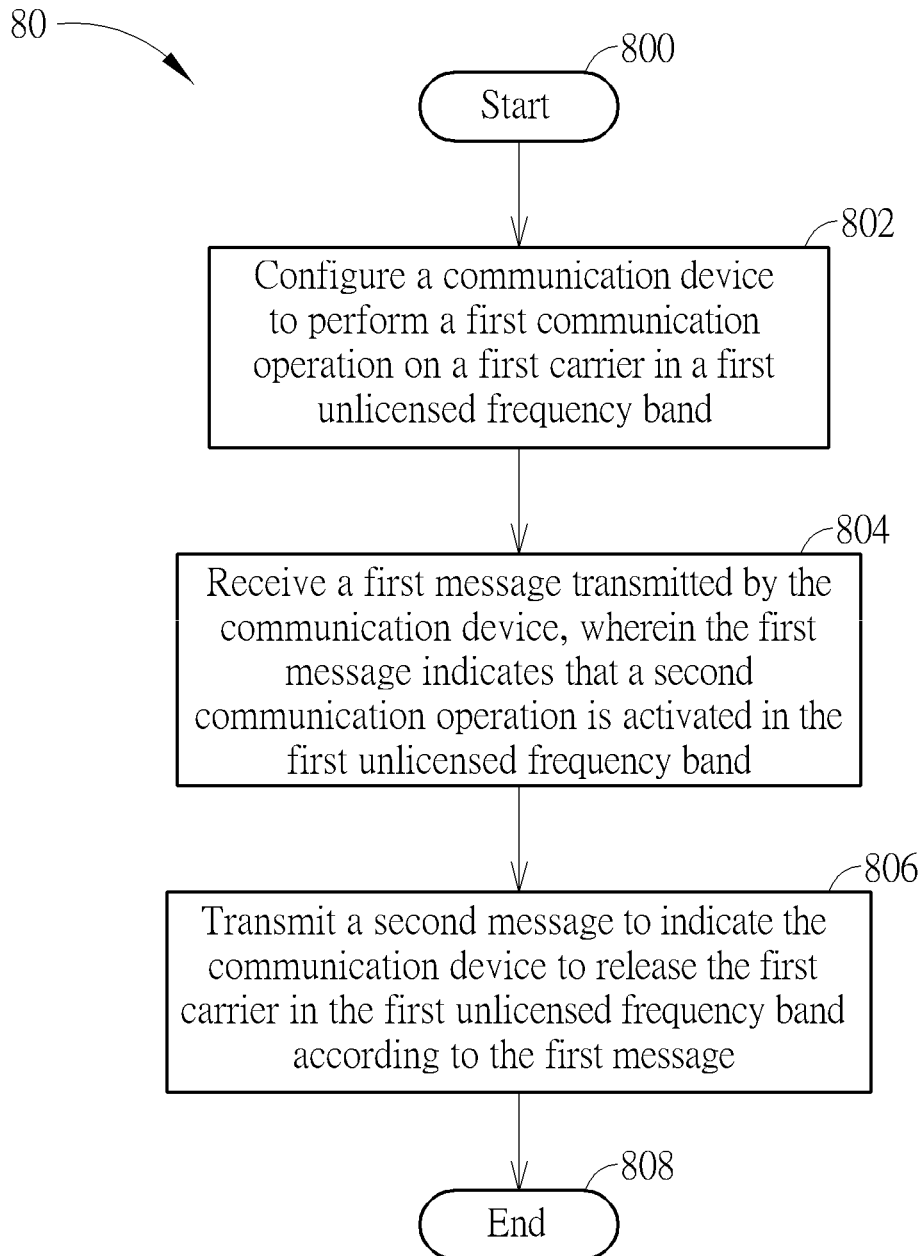 80
800
Start
802
Configure a communication device
to perform a first communication
operation on a first carrier in a first
unlicensed frequency band
804
Receive a first message transmitted by the
communication device, wherein the first
message indicates that a second
communication operation is activated in the
first unlicensed frequency band
806
Transmit a second message to indicate the
communication device to release the first
carrier in the first unlicensed frequency band
according to the first message
808
End